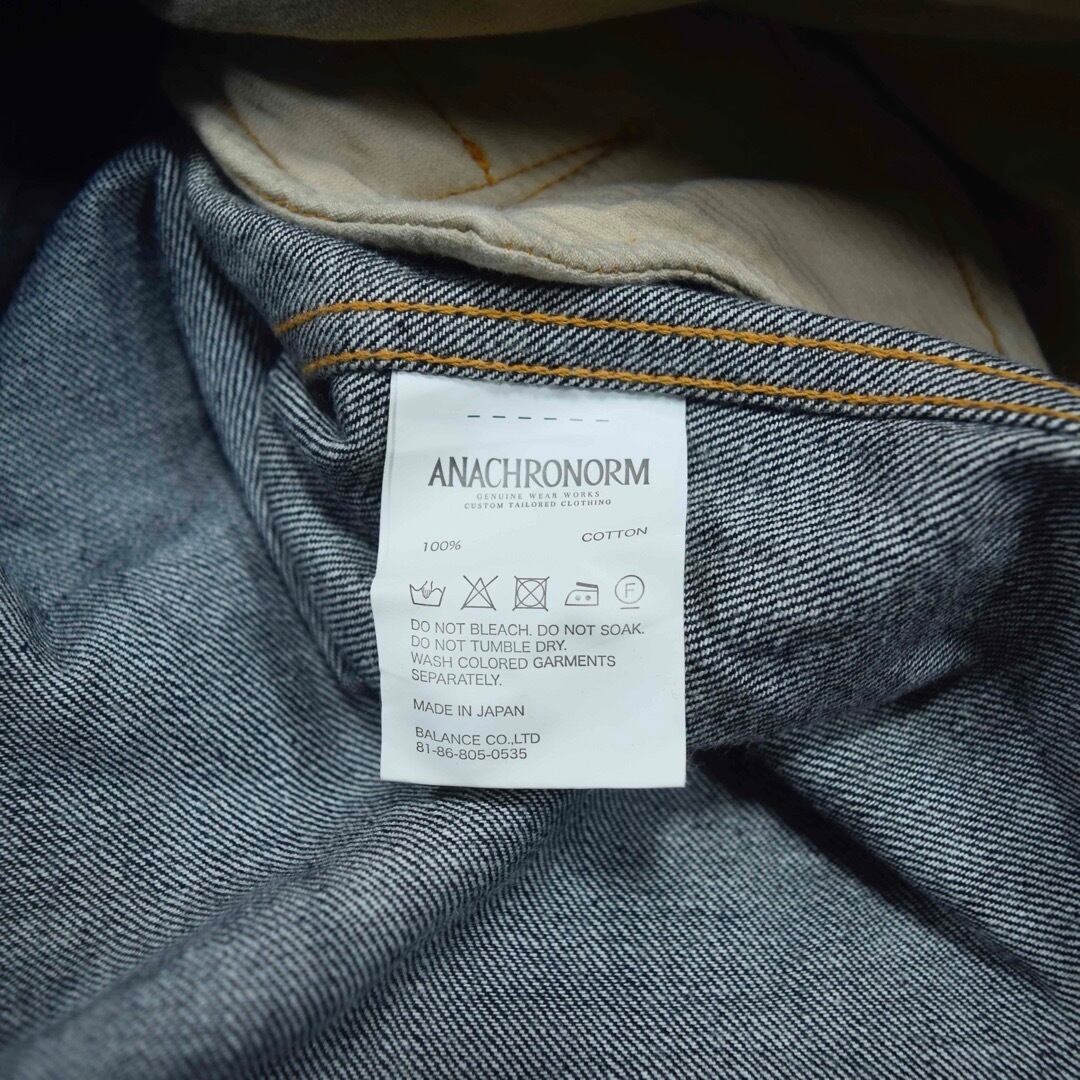 ANACHRONORM
GENUINE WEAR WORKS
CUSTOM TAILORED CLOTHING
100% COTTON
F
DO NOT BLEACH. DO NOT SOAK.
DO NOT TUMBLE DRY.
WASH COLORED GARMENTS
SEPARATELY.
MADE IN JAPAN
BALANCE CO.,LTD
81-86-805-0535